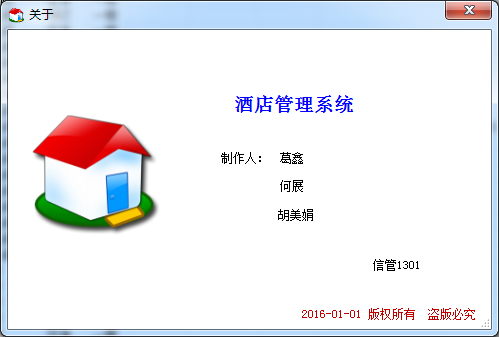 关于
酒店管理系统
制作人： 葛鑫
何展
胡美娟
信管1301
2016-01-01 版权所有 盗版必究